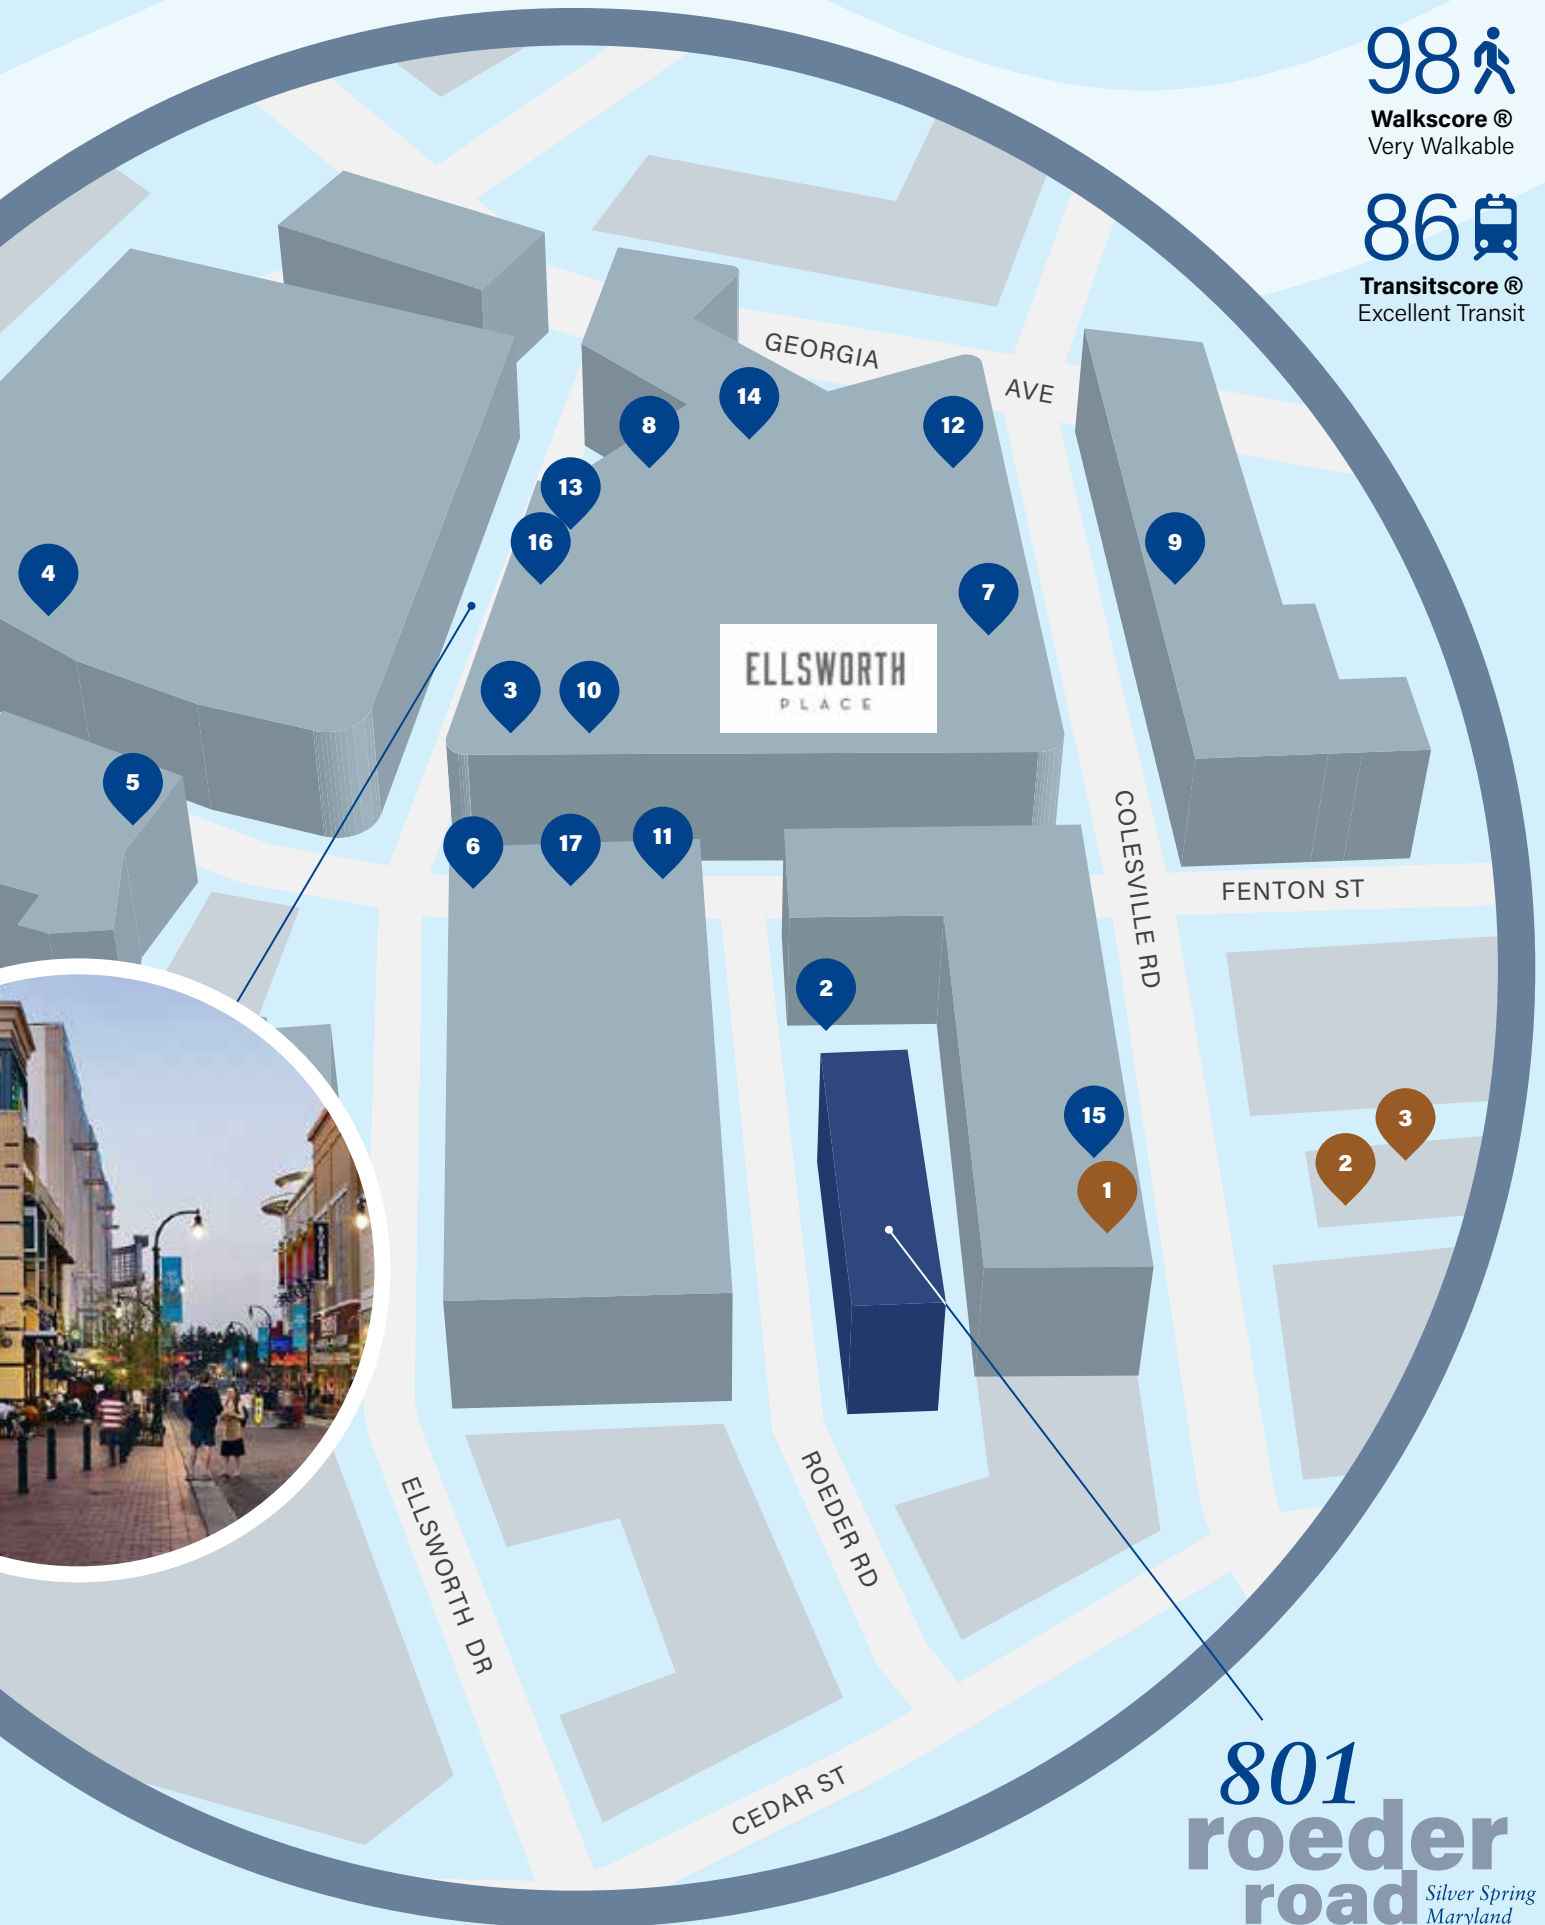 98
Walkscore ®
Very Walkable
86
Transitscore ®
Excellent Transit
GEORGIA
AVE
14
8
12
13
16
9
4
7
ELLSWORTH
PLACE
3
10
5
6
17
11
COLESVILLE RD
FENTON ST
2
15
3
2
1
ELLSWORTH DR
ROEDER RD
CEDAR ST
801
roeder
road
Silver Spring
Maryland